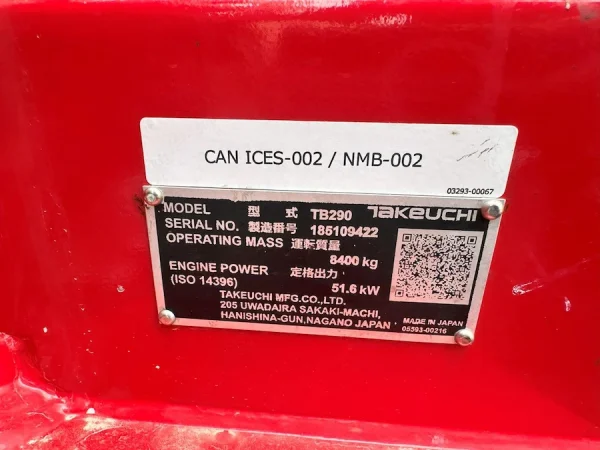 CAN ICES-002 / NMB-002
03293-00067
MODEL 型 式 TB290 TAKEUCHI
SERIAL NO. 製造番号 185109422
OPERATING MASS 運転質量
8400 kg
ENGINE POWER 定格出力
(ISO 14396) 51.6 kW
TAKEUCHI MFG.CO.,LTD.
205 UWADAIRA SAKAKI-MACHI,
HANISHINA-GUN,NAGANO JAPAN
MADE IN JAPAN
05593-00216